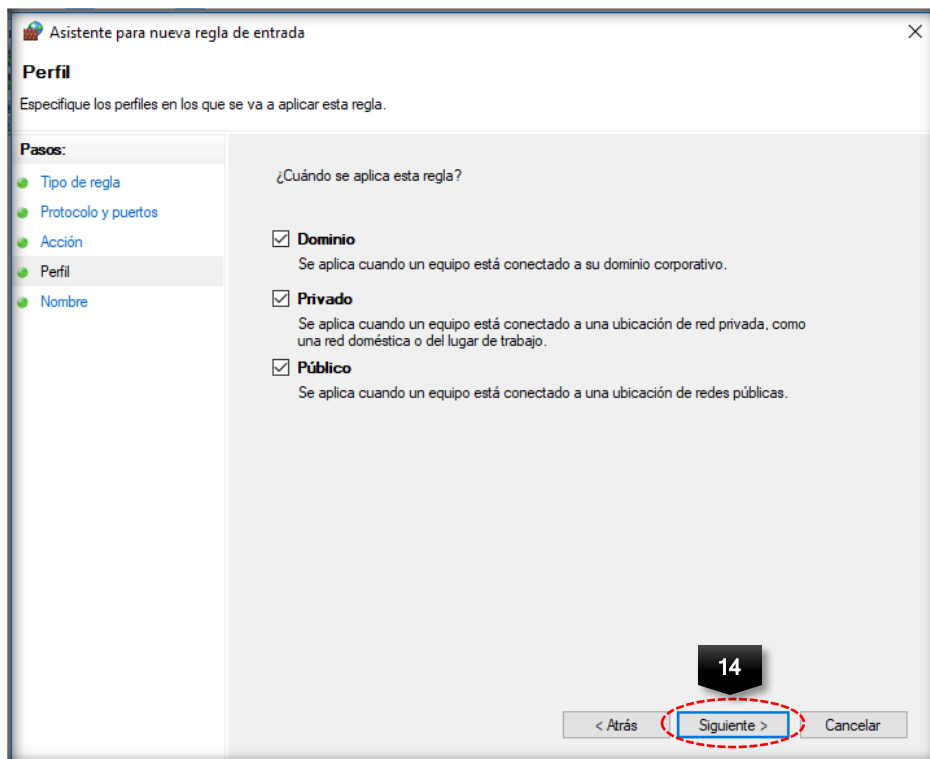 Asistente para nueva regla de entrada
Perfil
Especifique los perfiles en los que se va a aplicar esta regla.
Pasos:
Tipo de regla
Protocolo y puertos
Acción
Perfil
Nombre
¿Cuándo se aplica esta regla?
Dominio
Se aplica cuando un equipo está conectado a su dominio corporativo.
Privado
Se aplica cuando un equipo está conectado a una ubicación de red privada, como
una red doméstica o del lugar de trabajo.
Público
Se aplica cuando un equipo está conectado a una ubicación de redes públicas.
14
< Atrás
Siguiente >
Cancelar